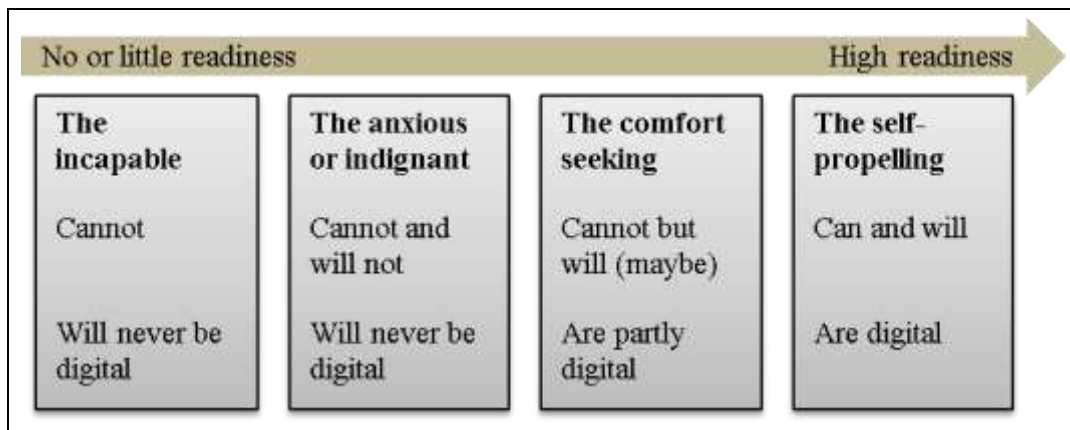 No or little readiness
High readiness
The
incapable
Cannot
Will never be
digital
The anxious
or indignant
Cannot and
will not
Will never be
digital
The comfort
seeking
Cannot but
will (maybe)
Are partly
digital
The self-
propelling
Can and will
Are digital